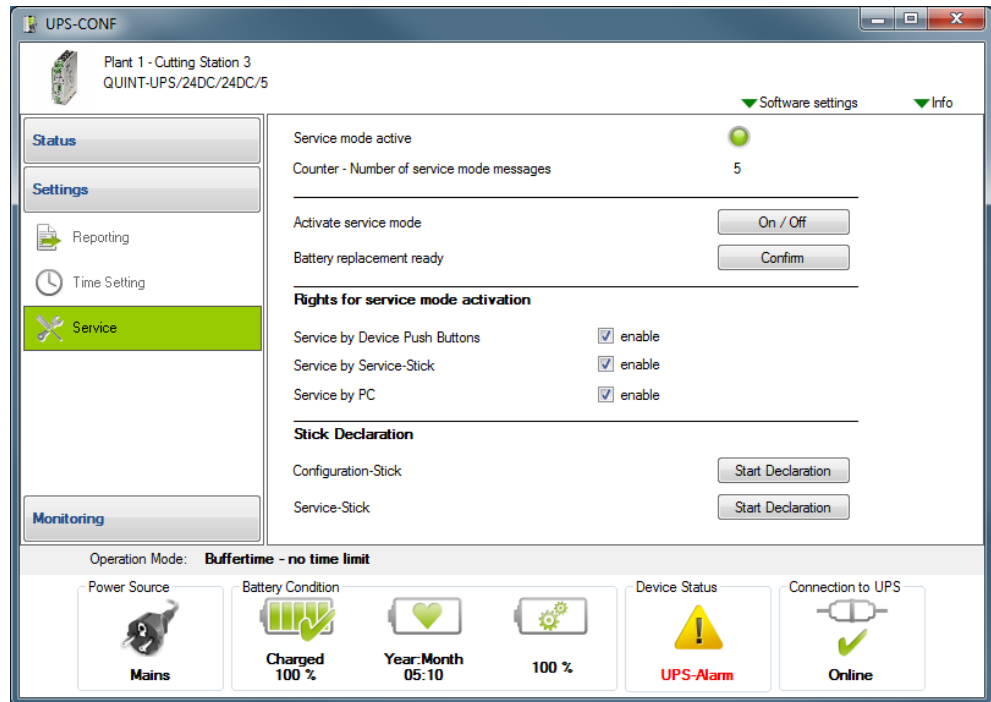 UPS-CONF
Plant 1 - Cutting Station 3
QUINT-UPS/24DC/24DC/5
Software settings
Info
Status
Settings
Reporting
Time Setting
Service
Monitoring
Service mode active
Counter - Number of service mode messages 5
Activate service mode On / Off
Battery replacement ready Confirm
Rights for service mode activation
Service by Device Push Buttons enable
Service by Service-Stick enable
Service by PC enable
Stick Declaration
Configuration-Stick Start Declaration
Service-Stick Start Declaration
Operation Mode: Buffertime - no time limit
Power Source
Mains
Battery Condition
Charged
100 %
Year:Month
05:10
100 %
Device Status
UPS-Alarm
Connection to UPS
Online